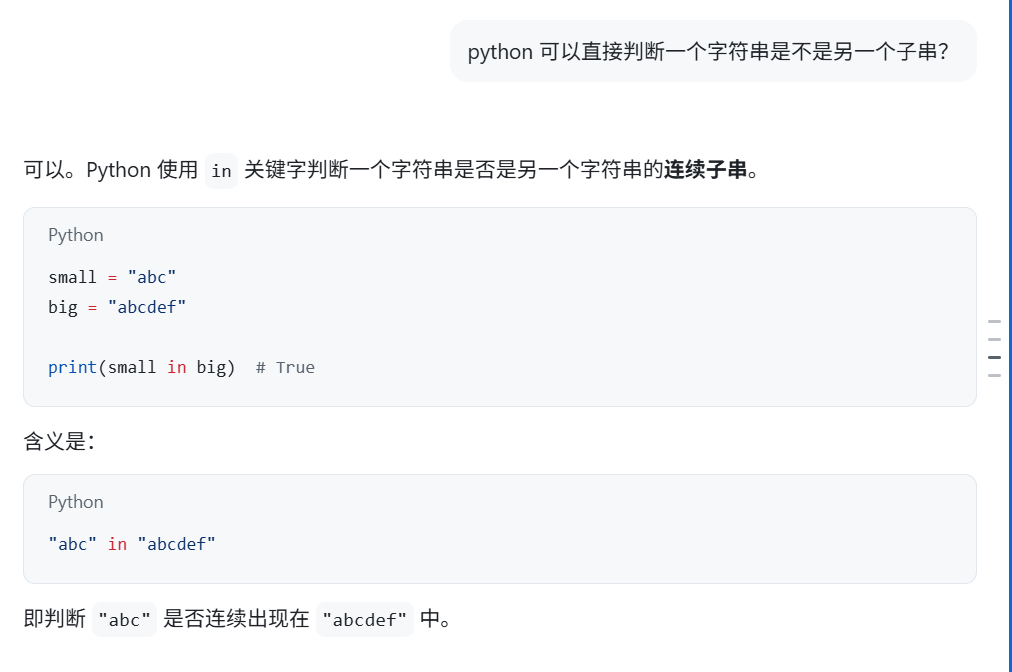 python 可以直接判断一个字符串是不是另一个子串？
可以。Python 使用 in 关键字判断一个字符串是否是另一个字符串的连续子串。
Python
small = "abc"
big = "abcdef"
print(small in big)  # True
含义是：
Python
"abc" in "abcdef"
即判断 "abc" 是否连续出现在 "abcdef" 中。